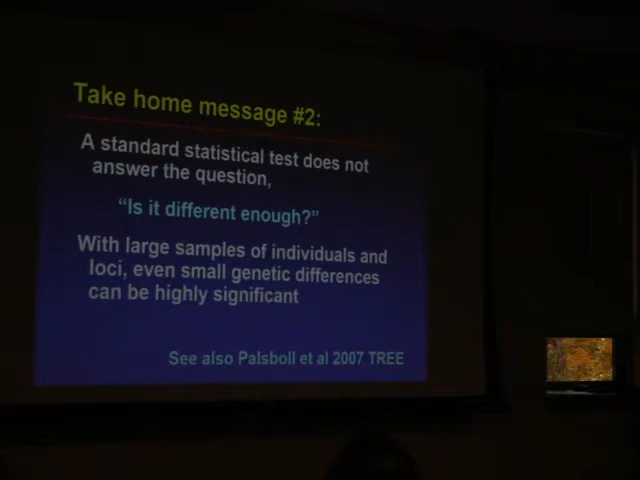 Take home message #2:
A standard statistical test does not
answer the question,
"Is it different enough?"
With large samples of individuals and
loci, even small genetic differences
can be highly significant
See also Palsboll et al 2007 TREE